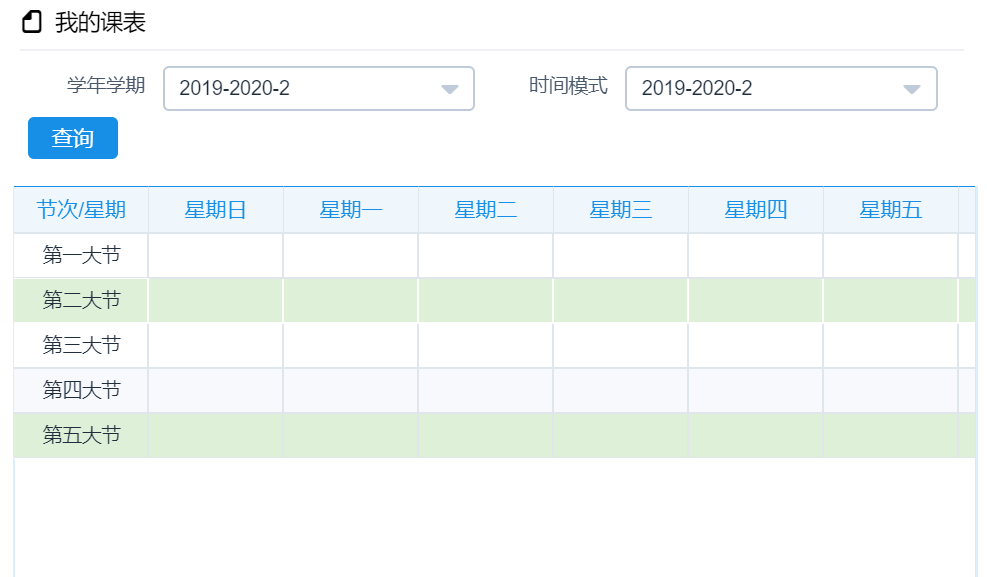 我的课表
学年学期 2019-2020-2 时间模式 2019-2020-2
查询
节次/星期 星期日 星期一 星期二 星期三 星期四 星期五
第一大节
第二大节
第三大节
第四大节
第五大节